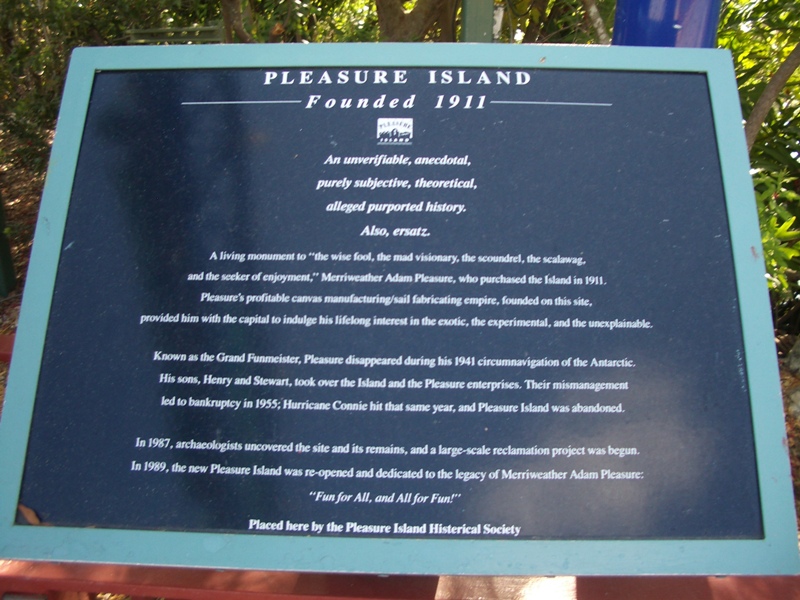 PLEASURE ISLAND
Founded 1911
PLEASURE
ISLAND
An unverifiable, anecdotal,
purely subjective, theoretical,
alleged purported history.
Also, ersatz.
A living monument to "the wise fool, the mad visionary, the scoundrel, the scalawag,
and the seeker of enjoyment," Merriweather Adam Pleasure, who purchased the Island in 1911.
Pleasure's profitable canvas manufacturing/sail fabricating empire, founded on this site,
provided him with the capital to indulge his lifelong interest in the exotic, the experimental, and the unexplainable.
Known as the Grand Funmeister, Pleasure disappeared during his 1941 circumnavigation of the Antarctic.
His sons, Henry and Stewart, took over the Island and the Pleasure enterprises. Their mismanagement
led to bankruptcy in 1955; Hurricane Connie hit that same year, and Pleasure Island was abandoned.
In 1987, archaeologists uncovered the site and its remains, and a large-scale reclamation project was begun.
In 1989, the new Pleasure Island was re-opened and dedicated to the legacy of Merriweather Adam Pleasure:
"Fun for All, and All for Fun!"
Placed here by the Pleasure Island Histerical Society